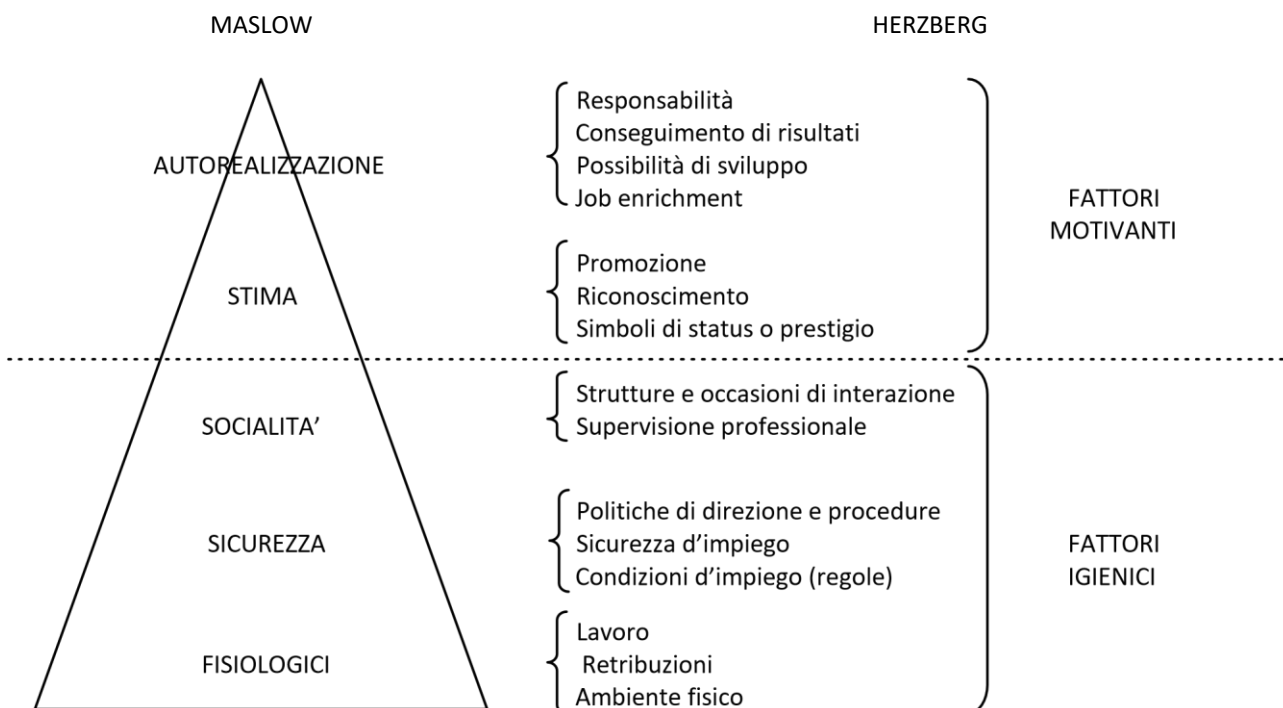 MASLOW
HERZBERG
AUTOREALIZZAZIONE
Responsabilità
Conseguimento di risultati
Possibilità di sviluppo
Job enrichment
FATTORI
MOTIVANTI
STIMA
Promozione
Riconoscimento
Simboli di status o prestigio
SOCIALITA’
Strutture e occasioni di interazione
Supervisione professionale
SICUREZZA
Politiche di direzione e procedure
Sicurezza d’impiego
Condizioni d’impiego (regole)
FATTORI
IGIENICI
FISIOLOGICI
Lavoro
Retribuzioni
Ambiente fisico